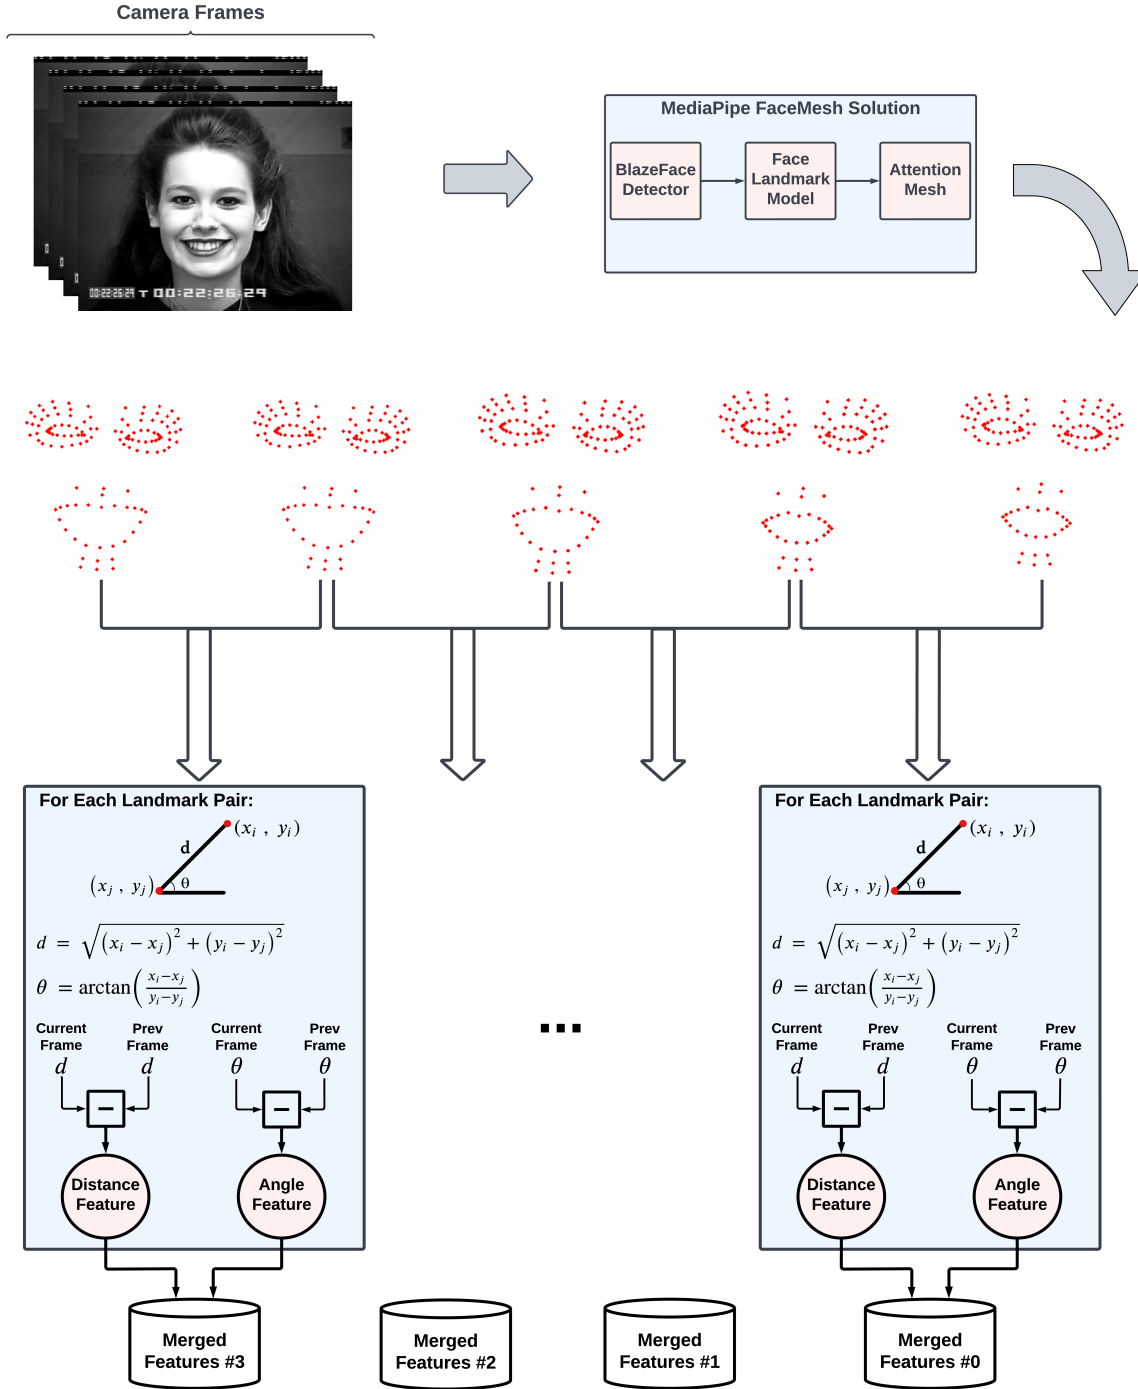 Camera Frames
00:22:26:29 T 00:22:26:29
MediaPipe FaceMesh Solution
BlazeFace
Detector
Face
Landmark
Model
Attention
Mesh
For Each Landmark Pair:
(x_i , y_i)
d
(x_j , y_j)
θ
d = √((x_i − x_j)² + (y_i − y_j)²)
θ = arctan((x_i−x_j)/(y_i−y_j))
Current
Frame
d
Prev
Frame
d
Current
Frame
θ
Prev
Frame
θ
−
−
Distance
Feature
Angle
Feature
...
For Each Landmark Pair:
(x_i , y_i)
d
(x_j , y_j)
θ
d = √((x_i − x_j)² + (y_i − y_j)²)
θ = arctan((x_i−x_j)/(y_i−y_j))
Current
Frame
d
Prev
Frame
d
Current
Frame
θ
Prev
Frame
θ
−
−
Distance
Feature
Angle
Feature
Merged
Features #3
Merged
Features #2
Merged
Features #1
Merged
Features #0